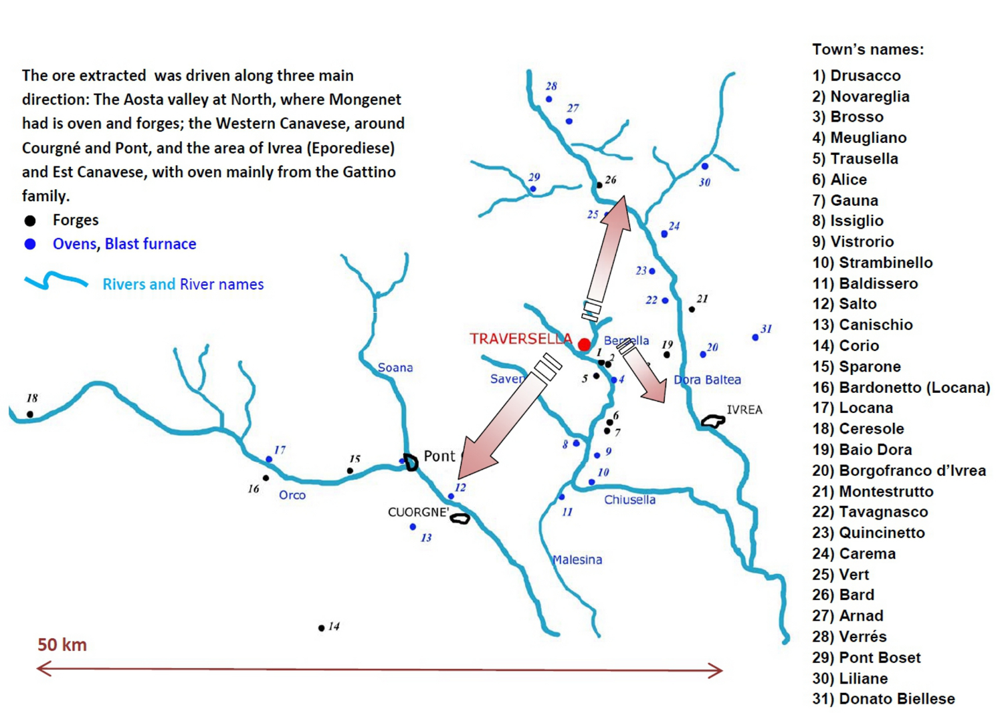 The ore extracted was driven along three main
direction: The Aosta valley at North, where Mongenet
had is oven and forges; the Western Canavese, around
Courgné and Pont, and the area of Ivrea (Eporediese)
and Est Canavese, with oven mainly from the Gattino
family.
Forges
Ovens, Blast furnace
Rivers and River names
Town's names:
1) Drusacco
2) Novareglia
3) Brosso
4) Meugliano
5) Trausella
6) Alice
7) Gauna
8) Issiglio
9) Vistrorio
10) Strambinello
11) Baldissero
12) Salto
13) Canischio
14) Corio
15) Sparone
16) Bardonetto (Locana)
17) Locana
18) Ceresole
19) Baio Dora
20) Borgofranco d'Ivrea
21) Montestrutto
22) Tavagnasco
23) Quincinetto
24) Carema
25) Vert
26) Bard
27) Arnad
28) Verrés
29) Pont Boset
30) Liliane
31) Donato Biellese
28
27
26
29
30
25
24
23
22
21
31
TRAVERSELLA
Bersella
19
20
1
2
5
4
Saver
Dora Baltea
Soana
IVREA
6
7
8
9
10
18
17
15
16
Orco
Pont
12
CUORGNE'
13
11
Chiusella
Malesina
14
50 km